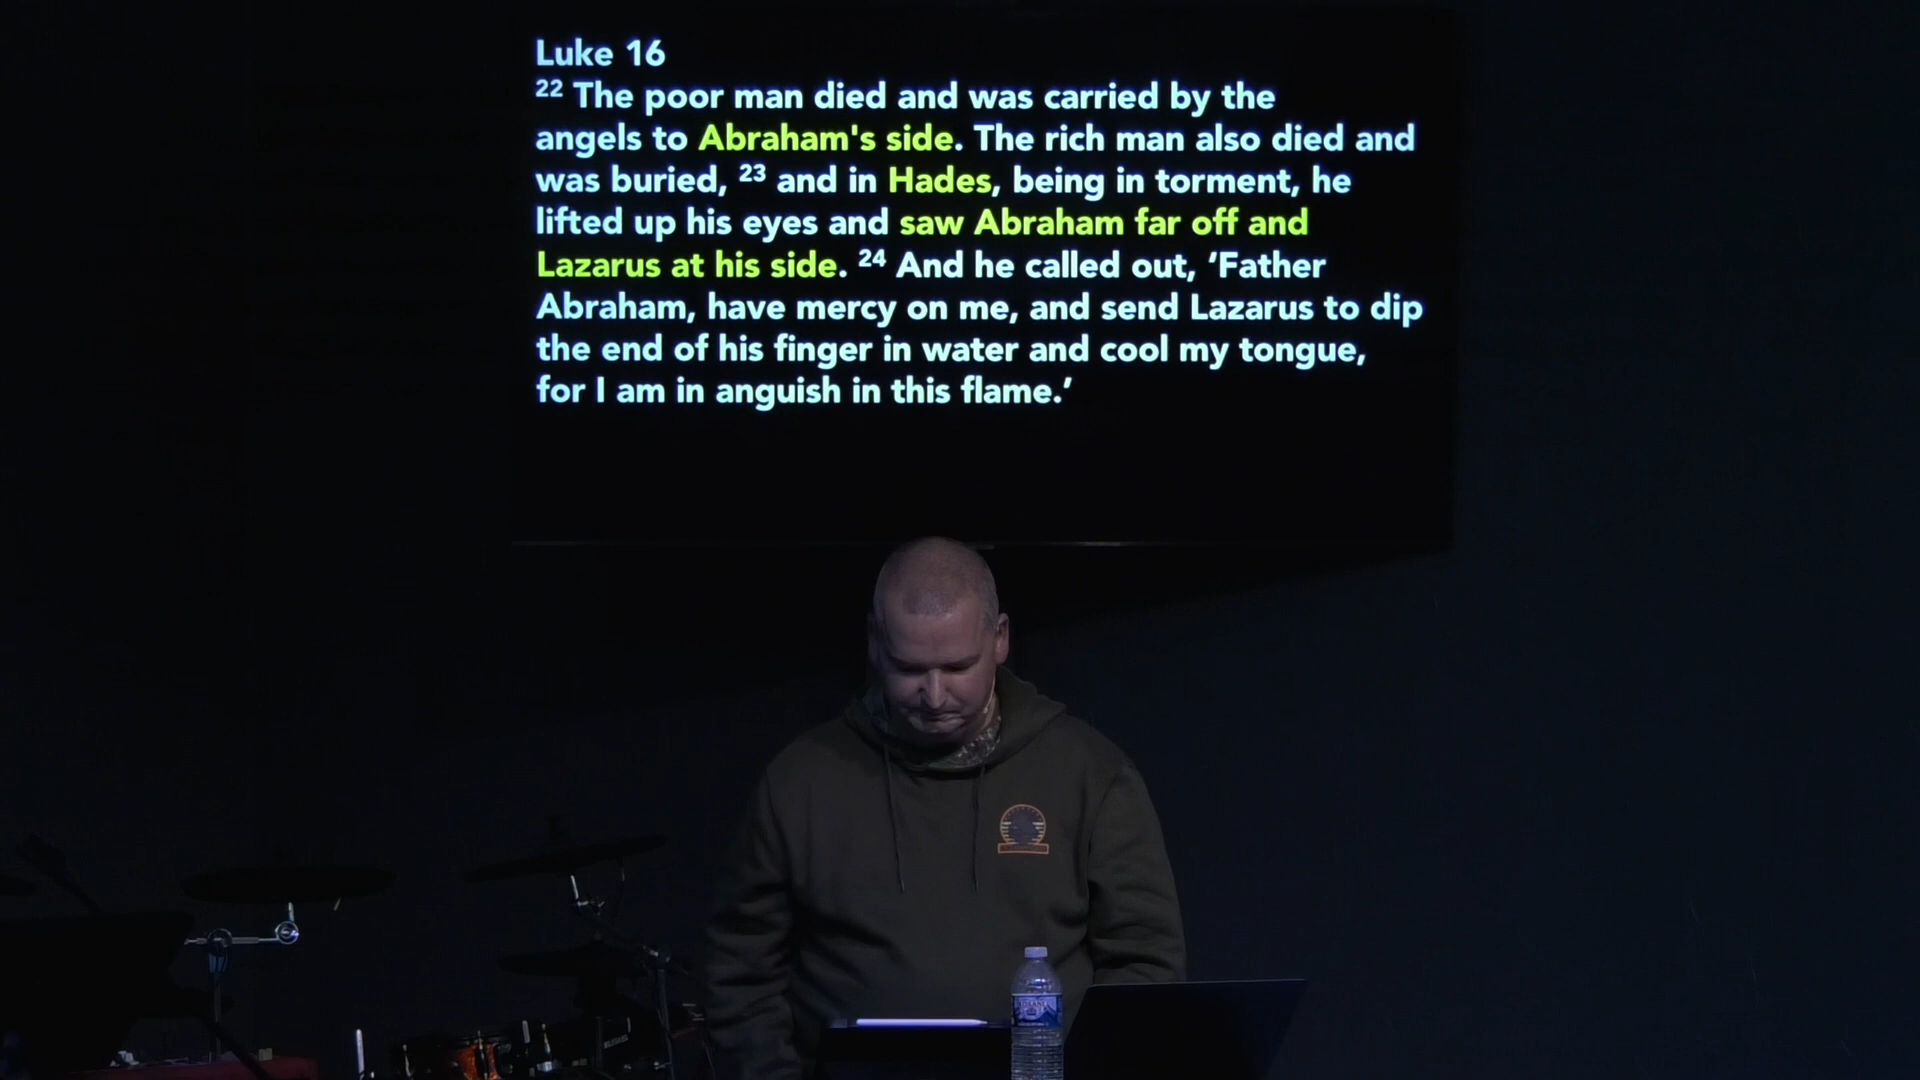 Luke 16
22 The poor man died and was carried by the
angels to Abraham's side. The rich man also died and
was buried, 23 and in Hades, being in torment, he
lifted up his eyes and saw Abraham far off and
Lazarus at his side. 24 And he called out, ‘Father
Abraham, have mercy on me, and send Lazarus to dip
the end of his finger in water and cool my tongue,
for I am in anguish in this flame.’